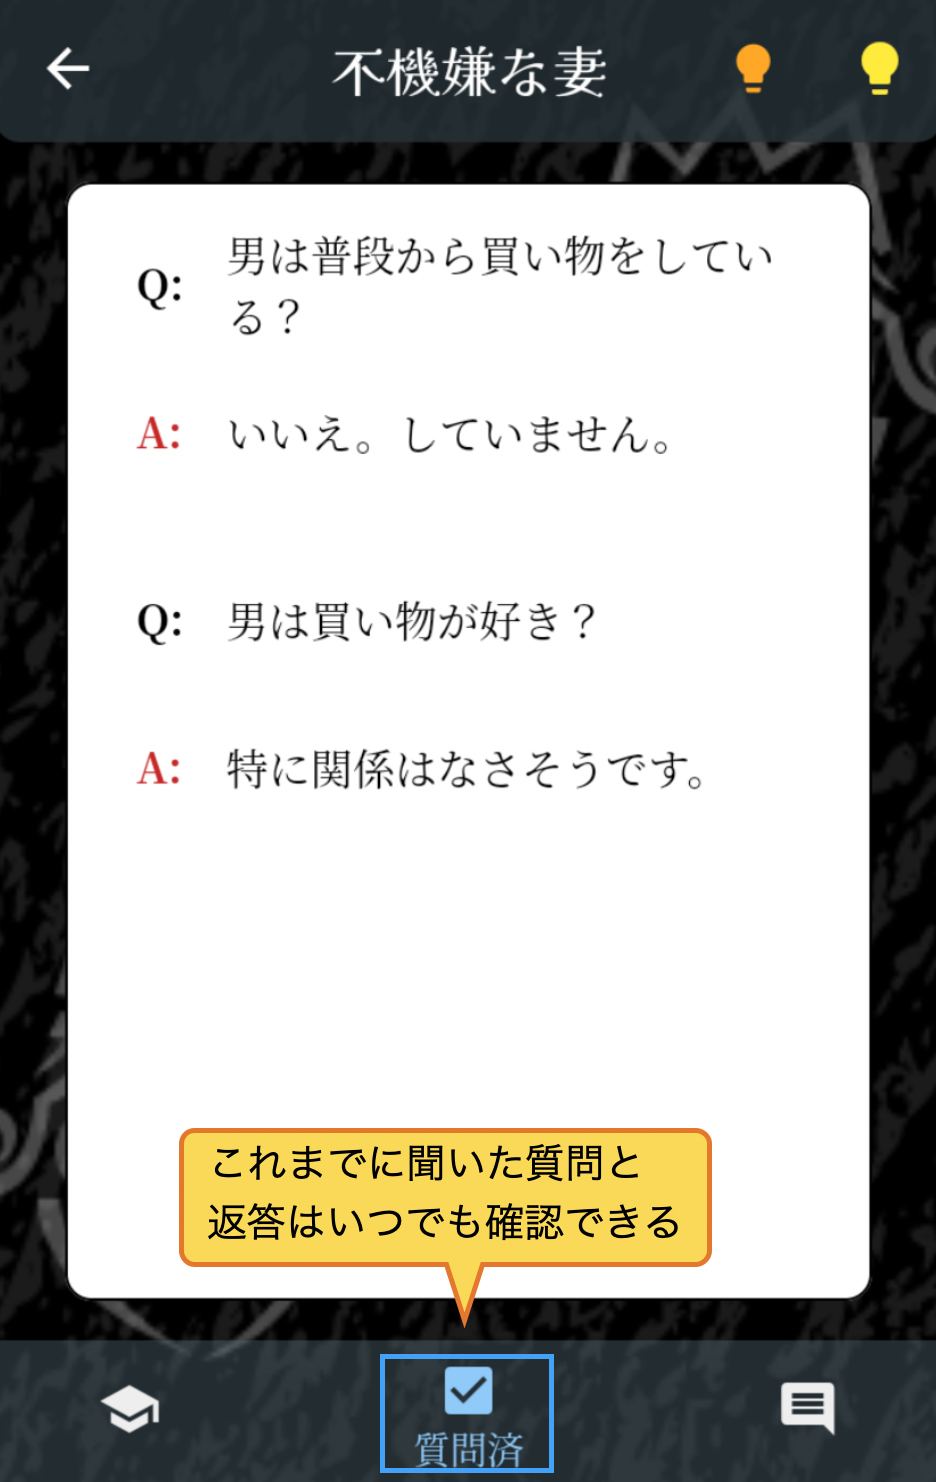 不機嫌な妻
Q: 男は普段から買い物をしてい
る？
A: いいえ。していません。
Q: 男は買い物が好き？
A: 特に関係はなさそうです。
これまでに聞いた質問と
返答はいつでも確認できる
質問済